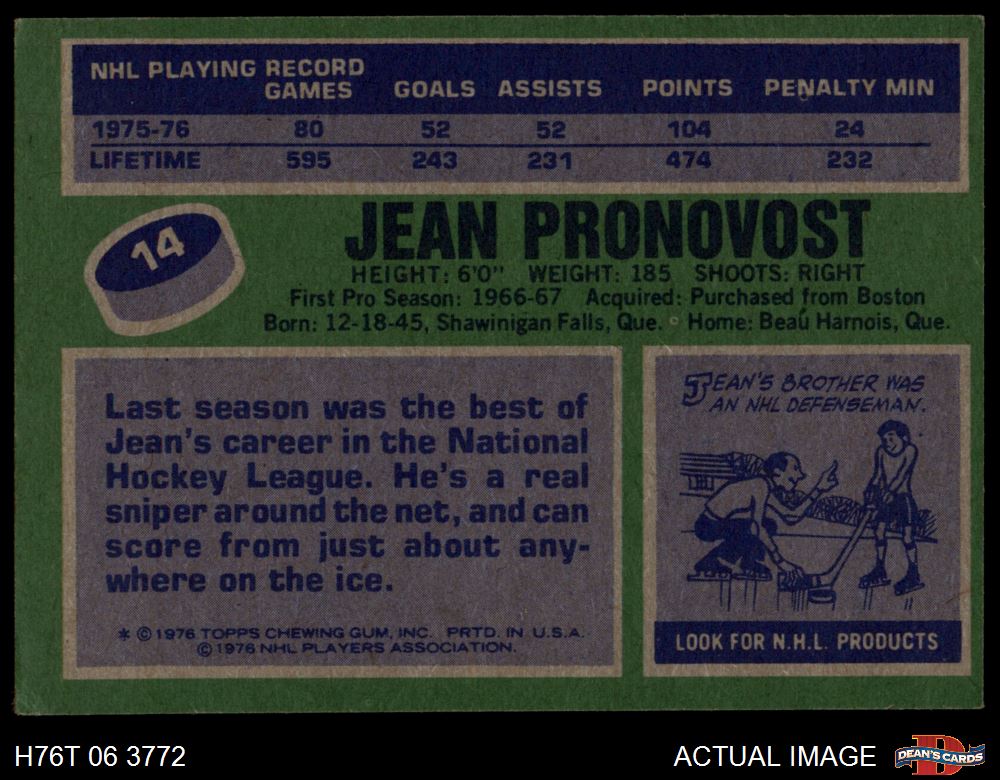 NHL PLAYING RECORD
GAMES GOALS ASSISTS POINTS PENALTY MIN
1975-76 80 52 52 104 24
LIFETIME 595 243 231 474 232
14
JEAN PRONOVOST
HEIGHT: 6'0" WEIGHT: 185 SHOOTS: RIGHT
First Pro Season: 1966-67 Acquired: Purchased from Boston
Born: 12-18-45, Shawinigan Falls, Que. Home: Beau Harnois, Que.
Last season was the best of
Jean's career in the National
Hockey League. He's a real
sniper around the net, and can
score from just about any-
where on the ice.
* © 1976 TOPPS CHEWING GUM, INC. PRTD. IN U.S.A.
© 1976 NHL PLAYERS ASSOCIATION.
JEAN'S BROTHER WAS
AN NHL DEFENSEMAN.
LOOK FOR N.H.L. PRODUCTS
H76T 06 3772
ACTUAL IMAGE
D
DEAN'S CARDS